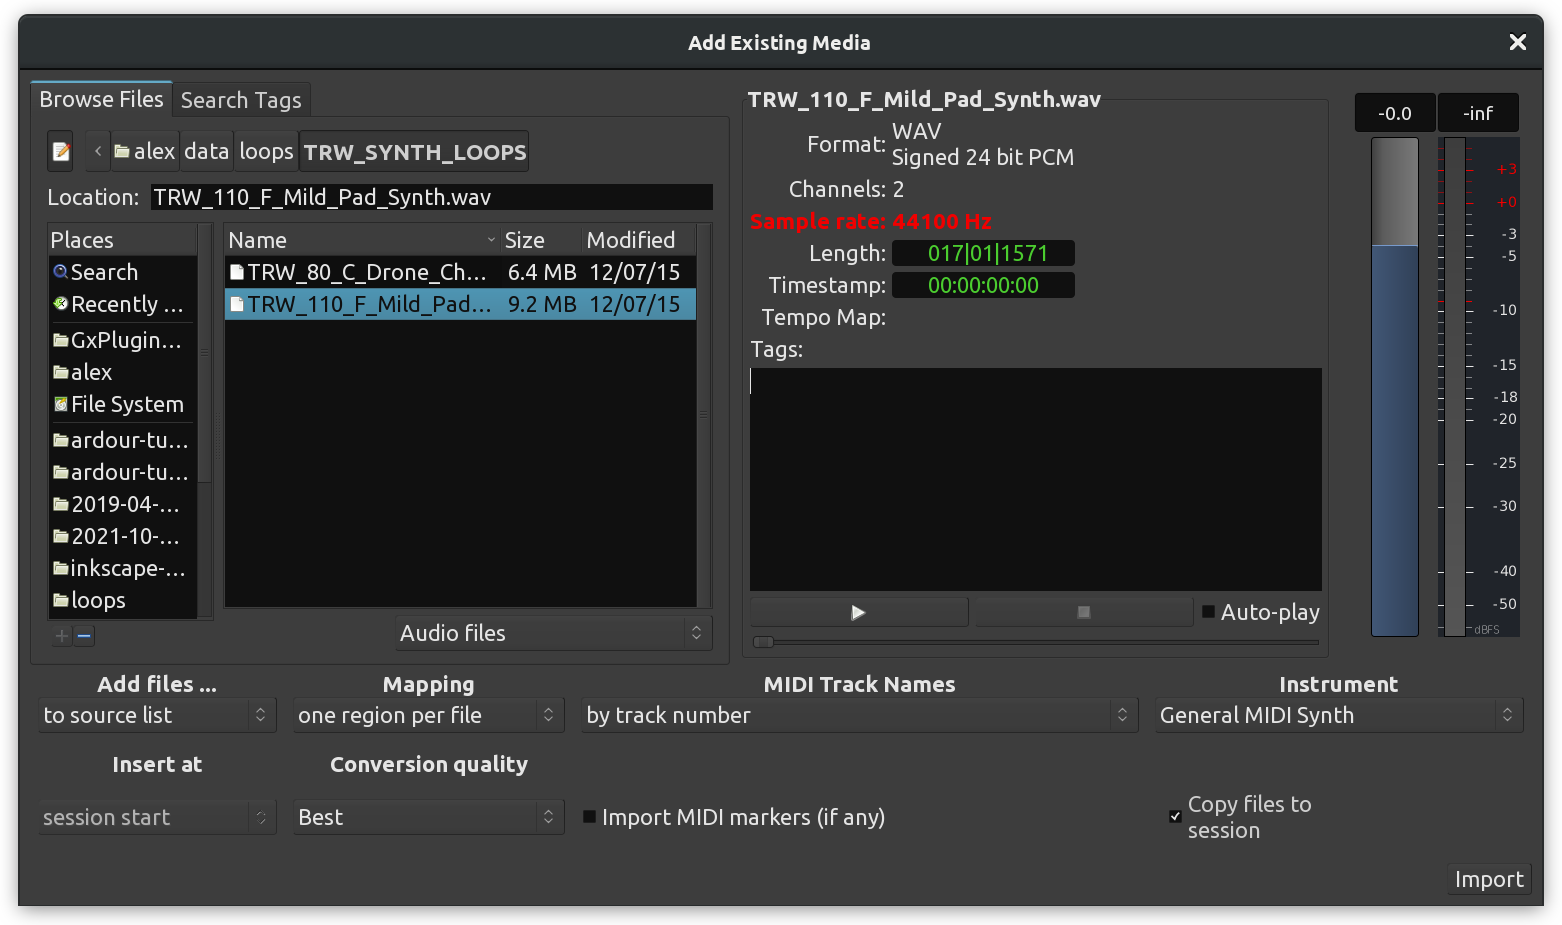 Add Existing Media
Browse Files
Search Tags
alex
data
loops
TRW_SYNTH_LOOPS
Location:
TRW_110_F_Mild_Pad_Synth.wav
Places
Search
Recently ...
GxPlugin...
alex
File System
ardour-tu...
ardour-tu...
2019-04-...
2021-10-...
inkscape-...
loops
Name Size Modified
TRW_80_C_Drone_Ch... 6.4 MB 12/07/15
TRW_110_F_Mild_Pad... 9.2 MB 12/07/15
Audio files
TRW_110_F_Mild_Pad_Synth.wav
Format: WAV
Signed 24 bit PCM
Channels: 2
Sample rate: 44100 Hz
Length: 017|01|1571
Timestamp: 00:00:00:00
Tempo Map:
Tags:
Auto-play
-0.0
-inf
+3
+0
-3
-5
-10
-15
-18
-20
-25
-30
-40
-50
dBFS
Add files ...
to source list
Mapping
one region per file
MIDI Track Names
by track number
Instrument
General MIDI Synth
Insert at
session start
Conversion quality
Best
Import MIDI markers (if any)
Copy files to
session
Import